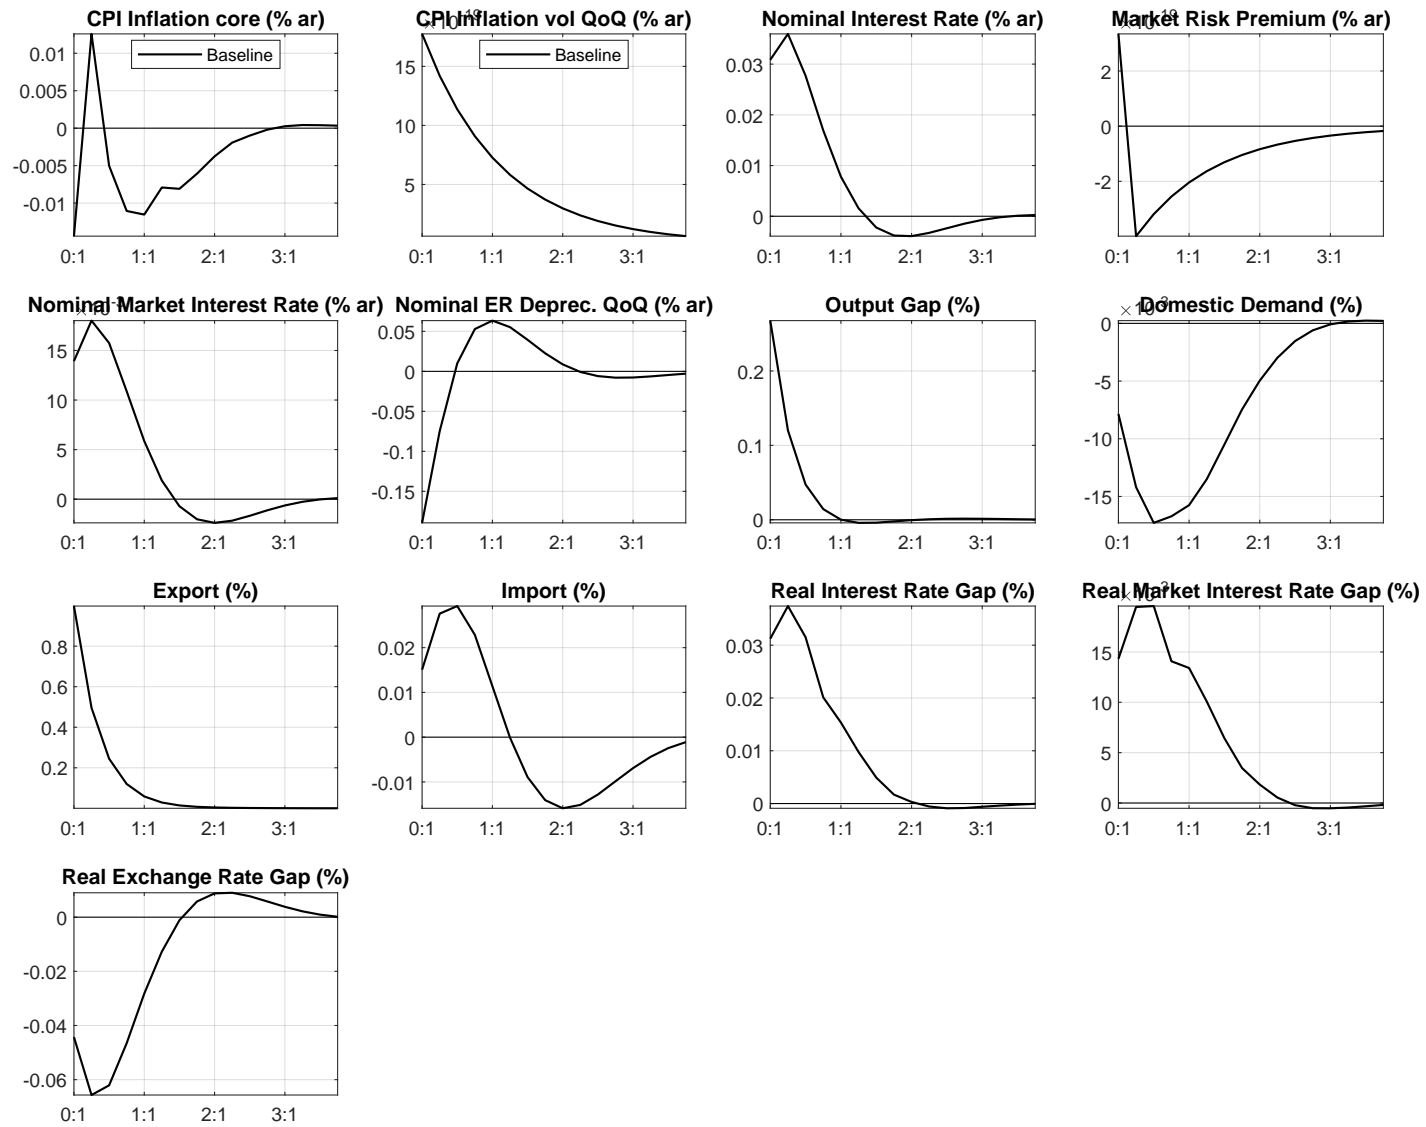 CPI Inflation core (% ar)
Baseline
0.01
0.005
0
-0.005
-0.01
0:1 1:1 2:1 3:1
CPI Inflation vol QoQ (% ar)
Baseline
15
10
5
0:1 1:1 2:1 3:1
Nominal Interest Rate (% ar)
0.03
0.02
0.01
0
0:1 1:1 2:1 3:1
Market Risk Premium (% ar)
2
0
-2
0:1 1:1 2:1 3:1
Nominal Market Interest Rate (% ar)
15
10
5
0
0:1 1:1 2:1 3:1
Nominal ER Deprec. QoQ (% ar)
0.05
0
-0.05
-0.1
-0.15
0:1 1:1 2:1 3:1
Output Gap (%)
0.2
0.1
0
0:1 1:1 2:1 3:1
Domestic Demand (%)
0
-5
-10
-15
0:1 1:1 2:1 3:1
Export (%)
0.8
0.6
0.4
0.2
0:1 1:1 2:1 3:1
Import (%)
0.02
0.01
0
-0.01
0:1 1:1 2:1 3:1
Real Interest Rate Gap (%)
0.03
0.02
0.01
0
0:1 1:1 2:1 3:1
Real Market Interest Rate Gap (%)
15
10
5
0
0:1 1:1 2:1 3:1
Real Exchange Rate Gap (%)
0
-0.02
-0.04
-0.06
0:1 1:1 2:1 3:1